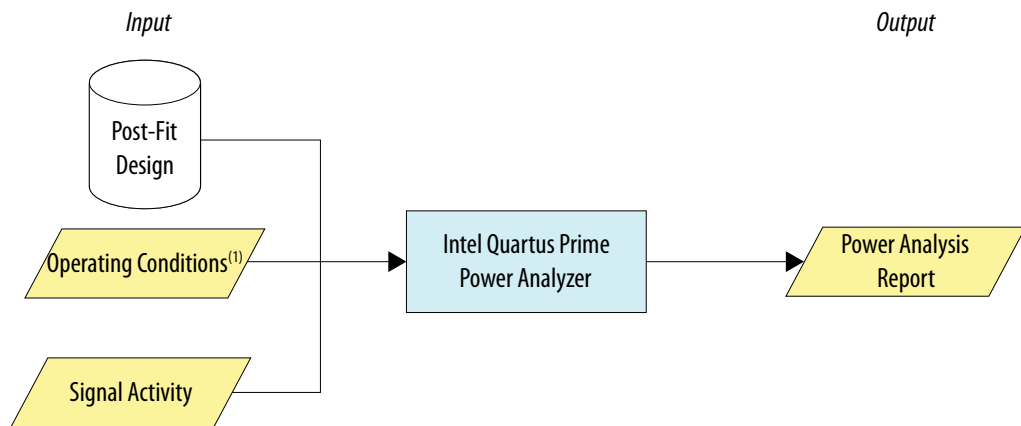 Input
Output
Post-Fit
Design
Operating Conditions(1)
Intel Quartus Prime
Power Analyzer
Power Analysis
Report
Signal Activity